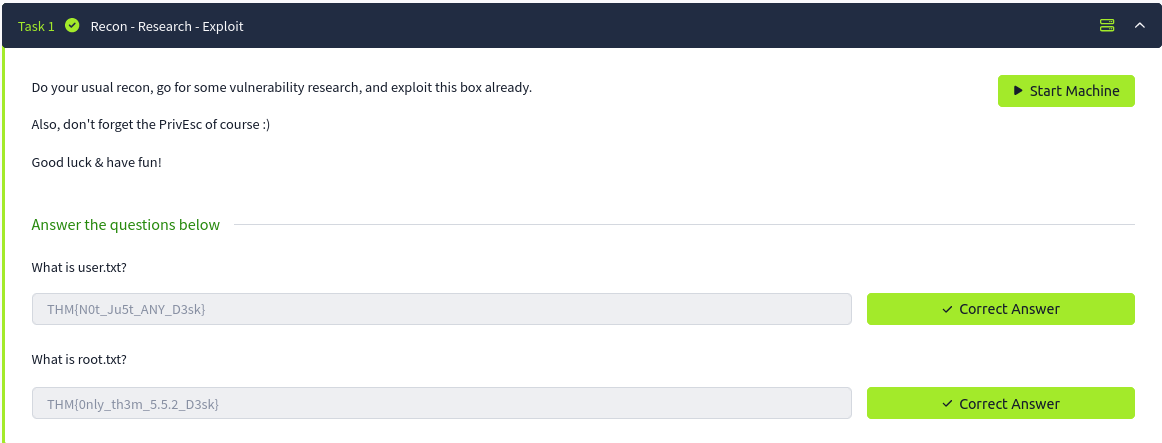 Task 1 Recon - Research - Exploit
Do your usual recon, go for some vulnerability research, and exploit this box already.
Start Machine
Also, don't forget the PrivEsc of course :)
Good luck & have fun!
Answer the questions below
What is user.txt?
THM{N0t_Ju5t_ANY_D3sk}
Correct Answer
What is root.txt?
THM{0nly_th3m_5.5.2_D3sk}
Correct Answer